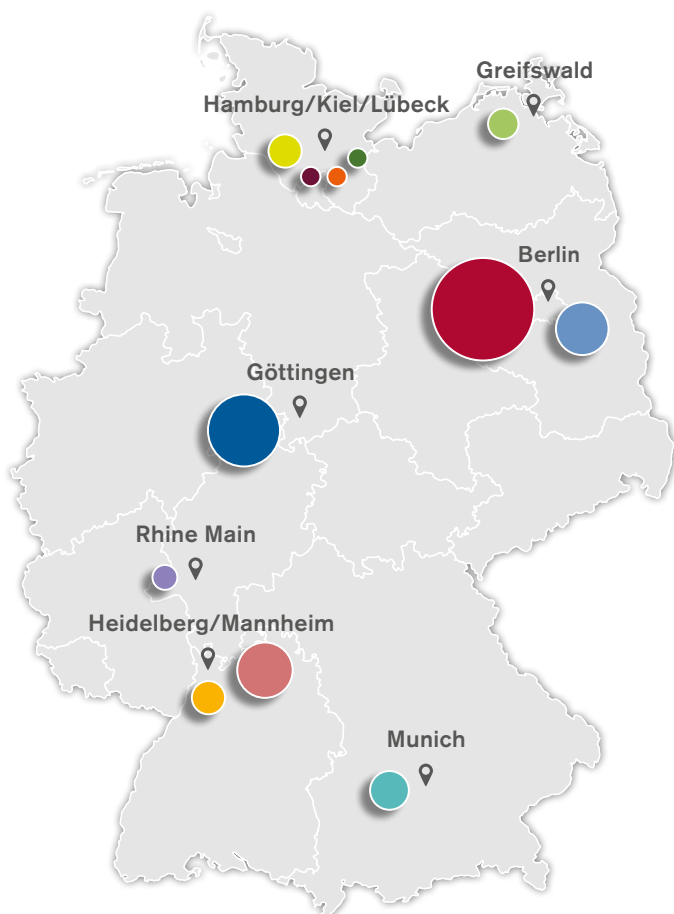 Greifswald
Hamburg/Kiel/Lübeck
Berlin
Göttingen
Rhine Main
Heidelberg/Mannheim
Munich